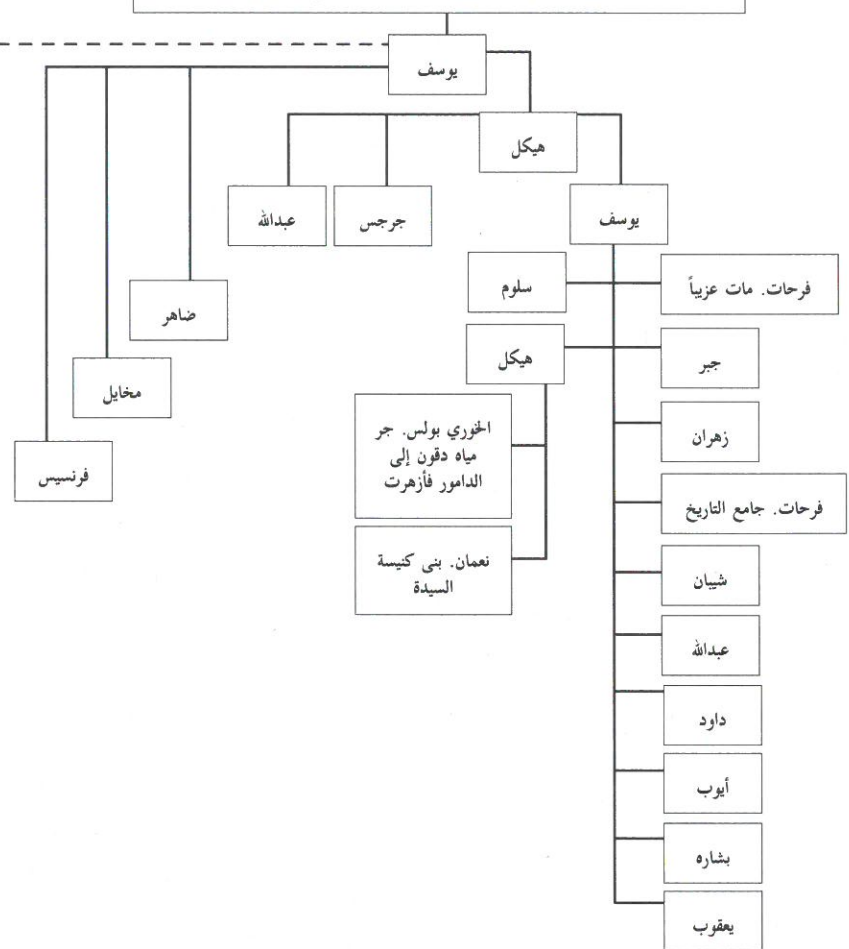 يوسف
هيكل
عبدالله
جرجس
يوسف
سلوم
فرحات. مات عزيباً
ضاهر
هيكل
جبر
مخايل
الخوري بولس. جر
مياه دقون إلى
الدامور فأزهرت
زهران
فرنسيس
فرحات. جامع التاريخ
نعمان. بنى كنيسة
السيدة
شيبان
عبدالله
داود
أيوب
بشاره
يعقوب